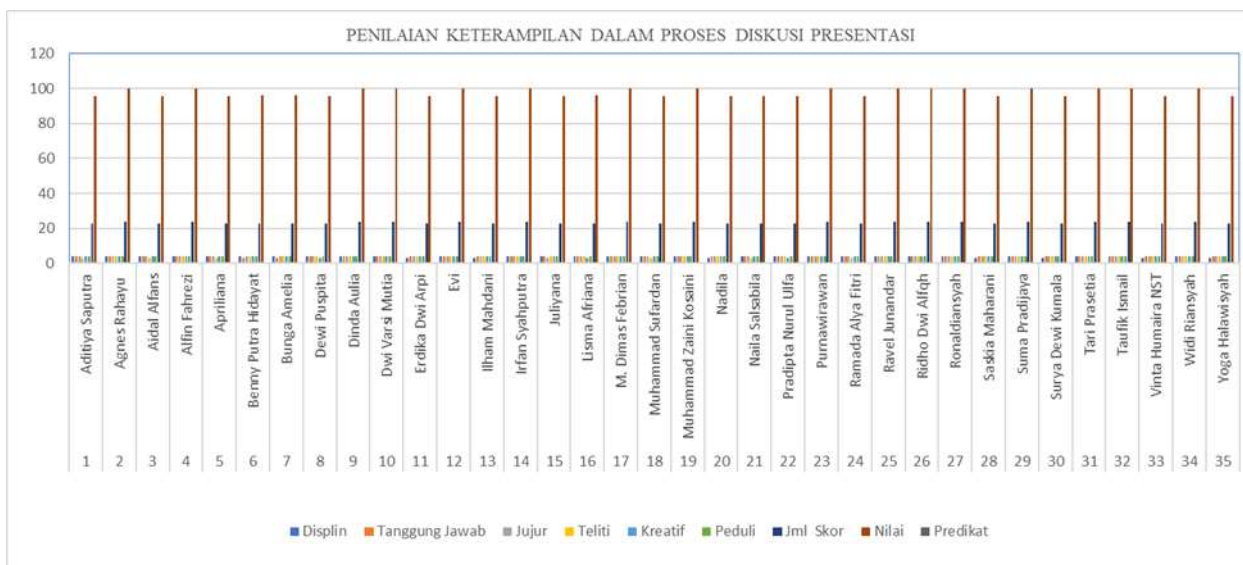 PENILAIAN KETERAMPILAN DALAM PROSES DISKUSI PRESENTASI
120
100
80
60
40
20
0
Aditiya Saputra
Agnes Rahayu
Aidal Alfans
Alfin Fahrezi
Apriliana
Benny Putra Hidayat
Bunga Amelia
Dewi Puspita
Dinda Aulia
Dwi Varsi Mutia
Erdika Dwi Arpi
Evi
Ilham Mahdani
Irfan Syahputra
Juliyana
Lisma Afriana
M. Dimas Febrian
Muhammad Sufardan
Muhammad Zaini Kosaini
Nadila
Naila Salsabila
Pradipta Nurul Ulfa
Purnawirawan
Ramada Alya Fitri
Ravel Junandar
Ridho Dwi Alfqh
Ronaldiansyah
Saskia Maharani
Suma Pradijaya
Surya Dewi Kumala
Tari Prasetia
Taufik Ismail
Vinta Humaira NST
Widi Riansyah
Yoga Halawisyah
1 2 3 4 5 6 7 8 9 10 11 12 13 14 15 16 17 18 19 20 21 22 23 24 25 26 27 28 29 30 31 32 33 34 35
Displin Tanggung Jawab Jujur Teliti Kreatif Peduli Jml Skor Nilai Predikat